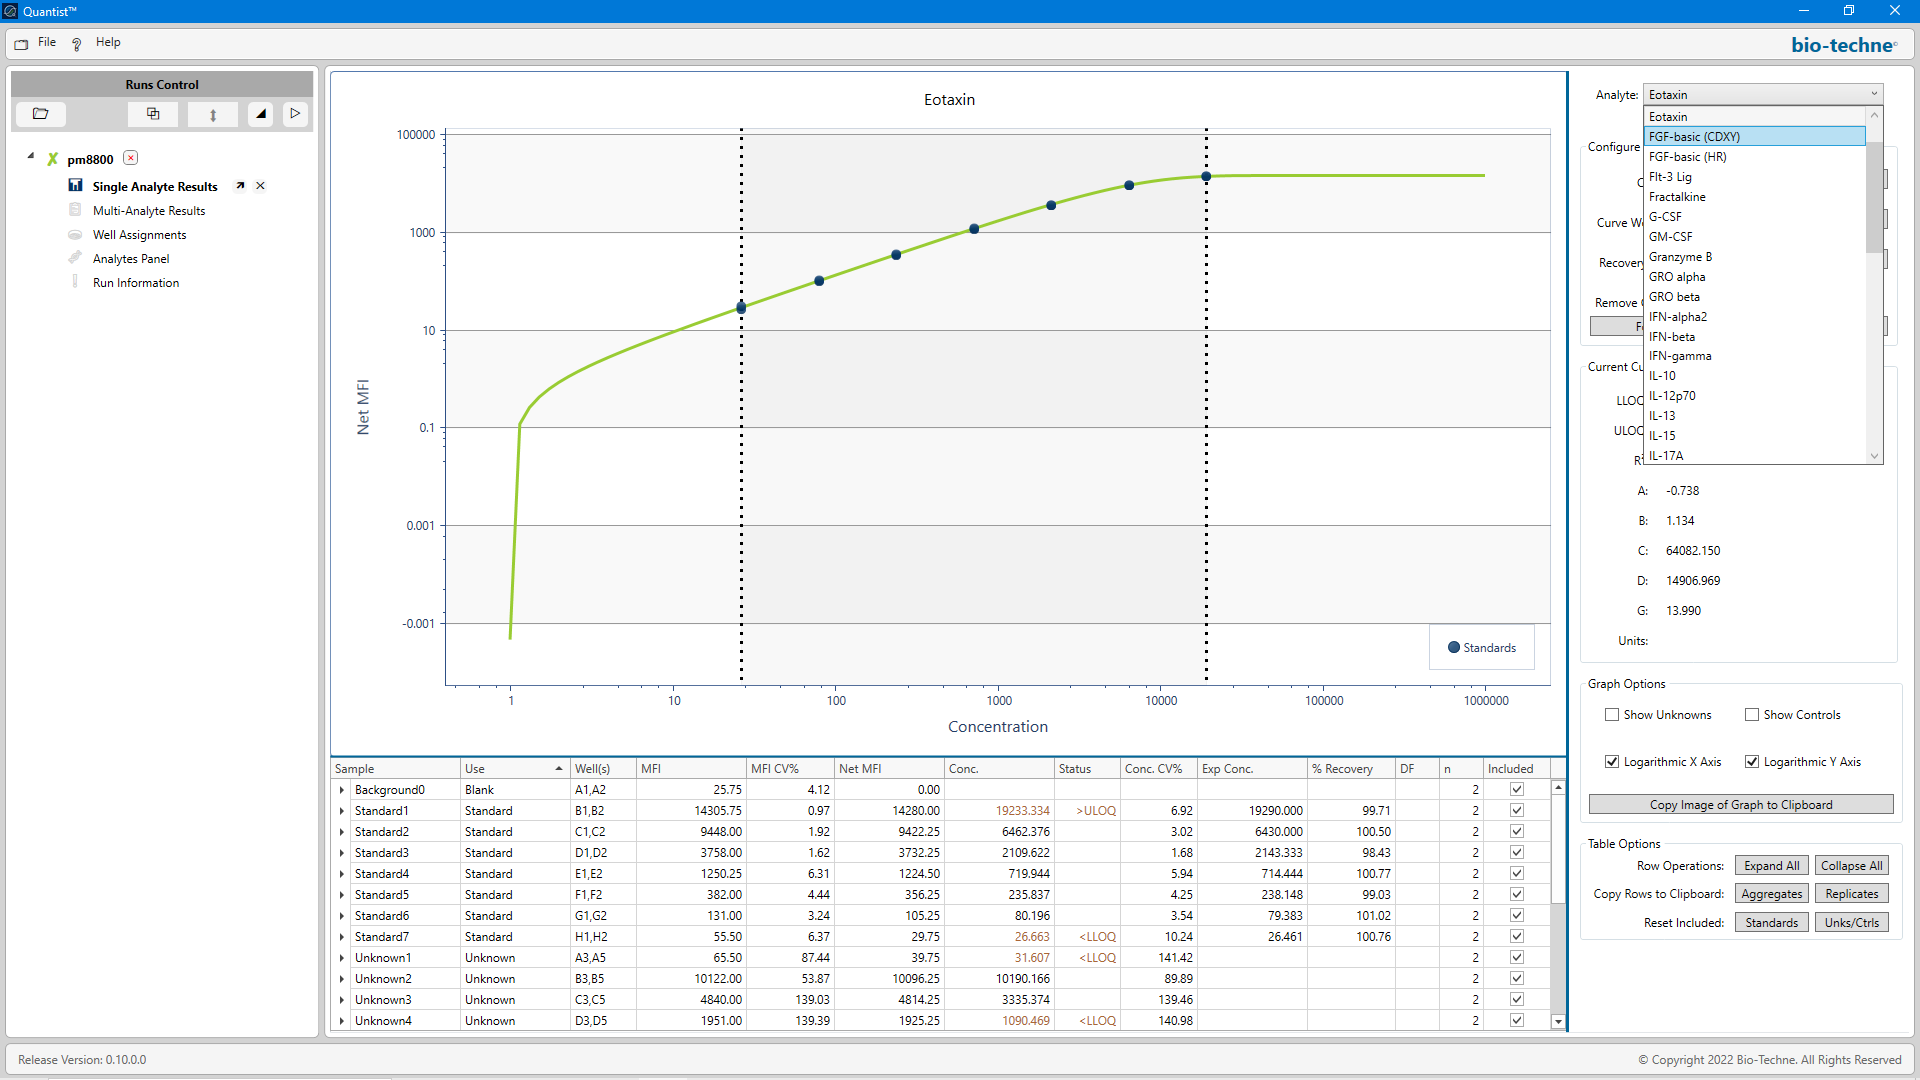 Quantist™
File
Help
bio-techne
Runs Control
pm8800
Single Analyte Results
Multi-Analyte Results
Well Assignments
Analytes Panel
Run Information
Eotaxin
100000
1000
10
0.1
0.001
-0.001
Net MFI
1 10 100 1000 10000 100000 1000000
Concentration
Standards
Sample Use Well(s) MFI MFI CV% Net MFI Conc. Status Conc. CV% Exp Conc. % Recovery DF n Included
Background0 Blank A1,A2 25.75 4.12 0.00 2
Standard1 Standard B1,B2 14305.75 0.97 14280.00 19233.334 >ULOQ 6.92 19290.000 99.71 2
Standard2 Standard C1,C2 9448.00 1.92 9422.25 6462.376 3.02 6430.000 100.50 2
Standard3 Standard D1,D2 3758.00 1.62 3732.25 2109.622 1.68 2143.333 98.43 2
Standard4 Standard E1,E2 1250.25 6.31 1224.50 719.944 5.94 714.444 100.77 2
Standard5 Standard F1,F2 382.00 4.44 356.25 235.837 4.25 238.148 99.03 2
Standard6 Standard G1,G2 131.00 3.24 105.25 80.196 3.54 79.383 101.02 2
Standard7 Standard H1,H2 55.50 6.37 29.75 26.663 <LLOQ 10.24 26.461 100.76 2
Unknown1 Unknown A3,A5 65.50 87.44 39.75 31.607 <LLOQ 141.42 2
Unknown2 Unknown B3,B5 10122.00 53.87 10096.25 10190.166 89.89 2
Unknown3 Unknown C3,C5 4840.00 139.03 4814.25 3335.374 139.46 2
Unknown4 Unknown D3,D5 1951.00 139.39 1925.25 1090.469 <LLOQ 140.98 2
Analyte: Eotaxin
Eotaxin
FGF-basic (CDXY)
FGF-basic (HR)
Flt-3 Lig
Fractalkine
G-CSF
GM-CSF
Granzyme B
GRO alpha
GRO beta
IFN-alpha2
IFN-beta
IFN-gamma
IL-10
IL-12p70
IL-13
IL-15
IL-17A
Configure
Curve
Recovery
Remove
Current
LLOQ
ULOQ
A: -0.738
B: 1.134
C: 64082.150
D: 14906.969
G: 13.990
Units:
Graph Options
Show Unknowns Show Controls
Logarithmic X Axis Logarithmic Y Axis
Copy Image of Graph to Clipboard
Table Options
Row Operations: Expand All Collapse All
Copy Rows to Clipboard: Aggregates Replicates
Reset Included: Standards Unks/Ctrls
Release Version: 0.10.0.0
© Copyright 2022 Bio-Techne. All Rights Reserved